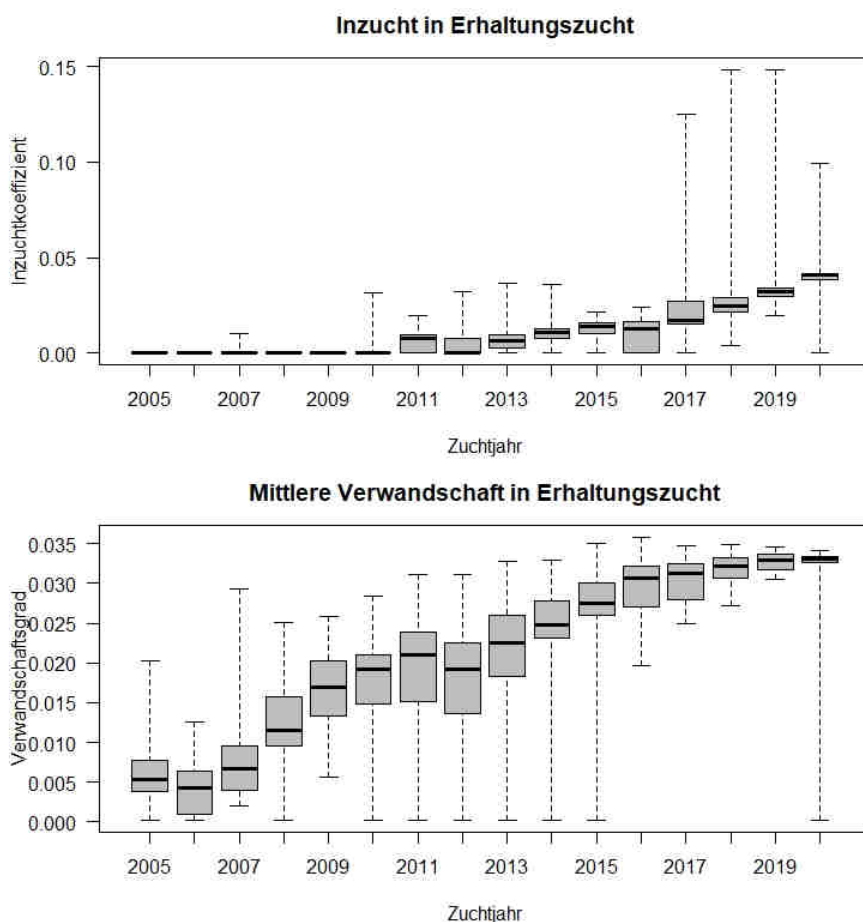 Inzucht in Erhaltungszucht
Inzuchtkoeffizient
0.15
0.10
0.05
0.00
2005 2007 2009 2011 2013 2015 2017 2019
Zuchtjahr
Mittlere Verwandschaft in Erhaltungszucht
Verwandschaftsgrad
0.035
0.030
0.025
0.020
0.015
0.010
0.005
0.000
2005 2007 2009 2011 2013 2015 2017 2019
Zuchtjahr